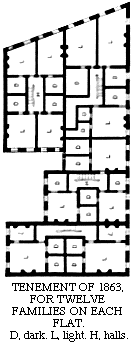 TENEMENT OF 1863,
FOR TWELVE
FAMILIES ON EACH
FLAT.
D, dark. L, light. H, halls.